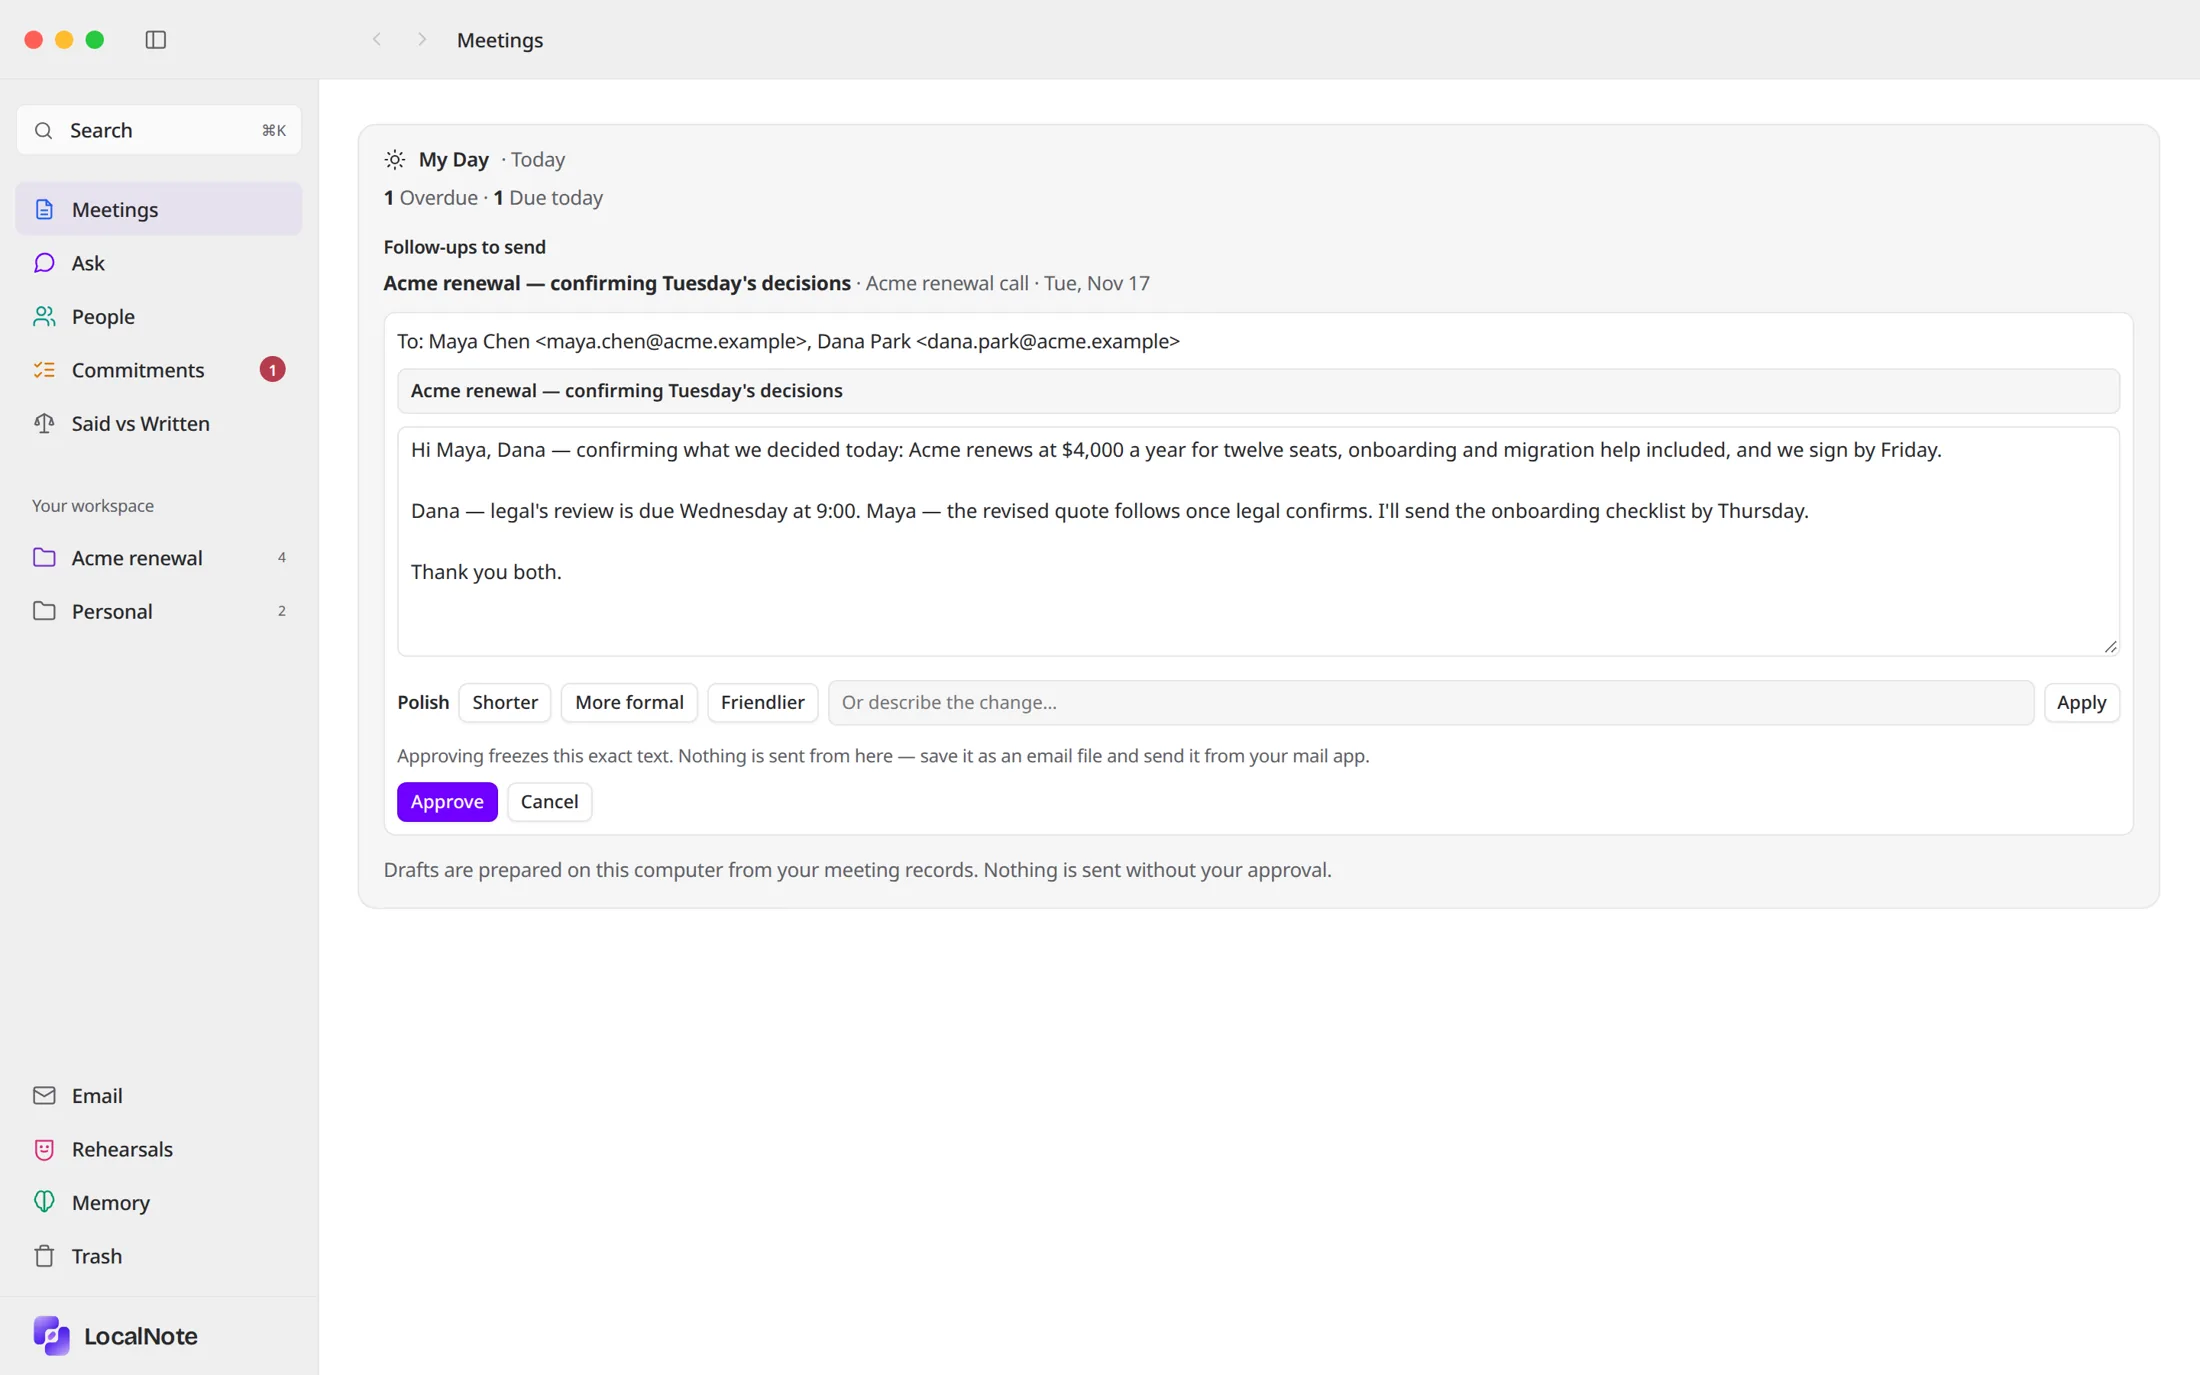 Meetings
Search ⌘K
Meetings
Ask
People
Commitments 1
Said vs Written
Your workspace
Acme renewal 4
Personal 2
Email
Rehearsals
Memory
Trash
LocalNote
My Day · Today
1 Overdue · 1 Due today
Follow-ups to send
Acme renewal — confirming Tuesday's decisions · Acme renewal call · Tue, Nov 17
To: Maya Chen <maya.chen@acme.example>, Dana Park <dana.park@acme.example>
Acme renewal — confirming Tuesday's decisions
Hi Maya, Dana — confirming what we decided today: Acme renews at $4,000 a year for twelve seats, onboarding and migration help included, and we sign by Friday.
Dana — legal's review is due Wednesday at 9:00. Maya — the revised quote follows once legal confirms. I'll send the onboarding checklist by Thursday.
Thank you both.
Polish Shorter More formal Friendlier Or describe the change... Apply
Approving freezes this exact text. Nothing is sent from here — save it as an email file and send it from your mail app.
Approve Cancel
Drafts are prepared on this computer from your meeting records. Nothing is sent without your approval.